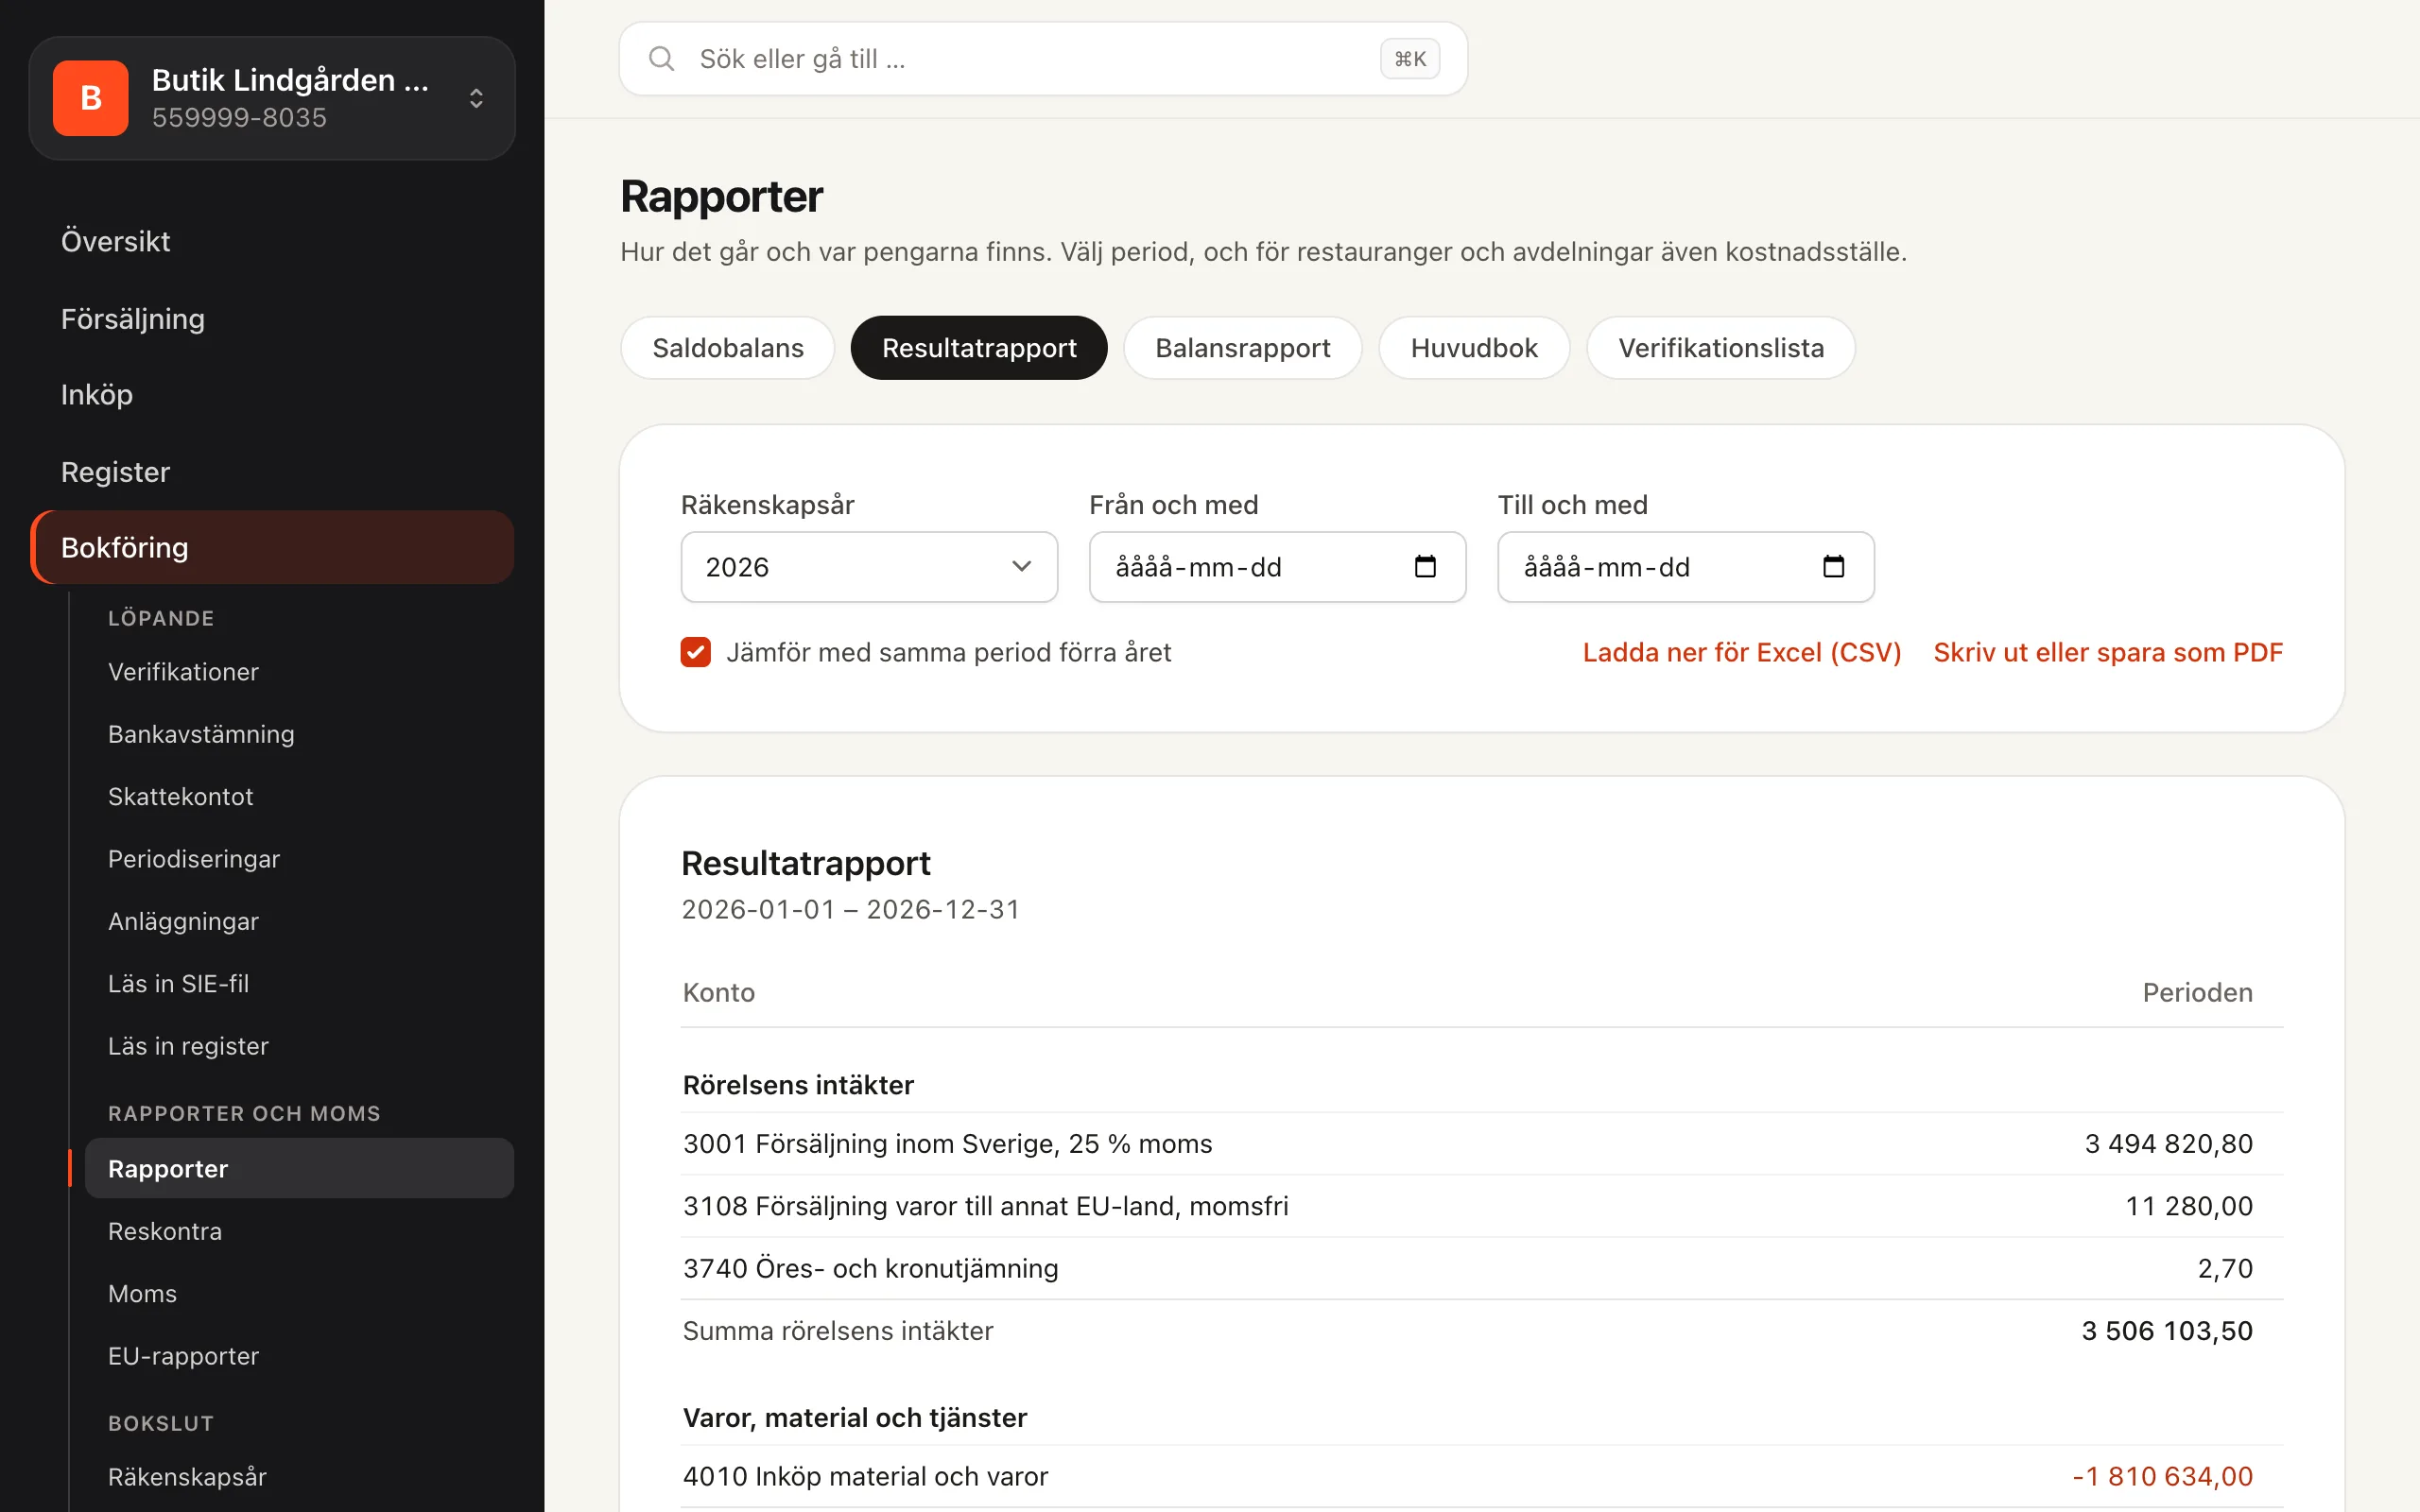 B
Butik Lindgården ...
559999-8035
Översikt
Försäljning
Inköp
Register
Bokföring
LÖPANDE
Verifikationer
Bankavstämning
Skattekontot
Periodiseringar
Anläggningar
Läs in SIE-fil
Läs in register
RAPPORTER OCH MOMS
Rapporter
Reskontra
Moms
EU-rapporter
BOKSLUT
Räkenskapsår
Sök eller gå till ... ⌘K
Rapporter
Hur det går och var pengarna finns. Välj period, och för restauranger och avdelningar även kostnadsställe.
Saldobalans Resultatrapport Balansrapport Huvudbok Verifikationslista
Räkenskapsår Från och med Till och med
2026 åååå-mm-dd åååå-mm-dd
Jämför med samma period förra året Ladda ner för Excel (CSV) Skriv ut eller spara som PDF
Resultatrapport
2026-01-01 – 2026-12-31
Konto Perioden
Rörelsens intäkter
3001 Försäljning inom Sverige, 25 % moms 3 494 820,80
3108 Försäljning varor till annat EU-land, momsfri 11 280,00
3740 Öres- och kronutjämning 2,70
Summa rörelsens intäkter 3 506 103,50
Varor, material och tjänster
4010 Inköp material och varor -1 810 634,00